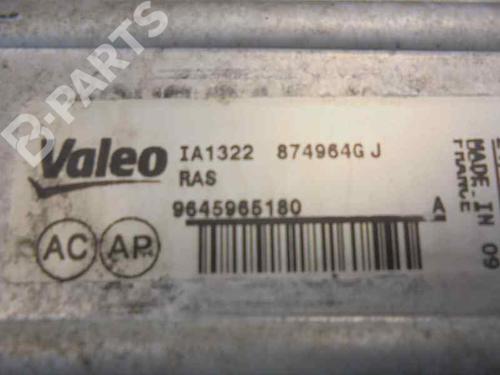 B-PARTS
Valeo
IA1322 874964G J
RAS
9645965180
A
AC AP
MADE IN
FRANCE
09